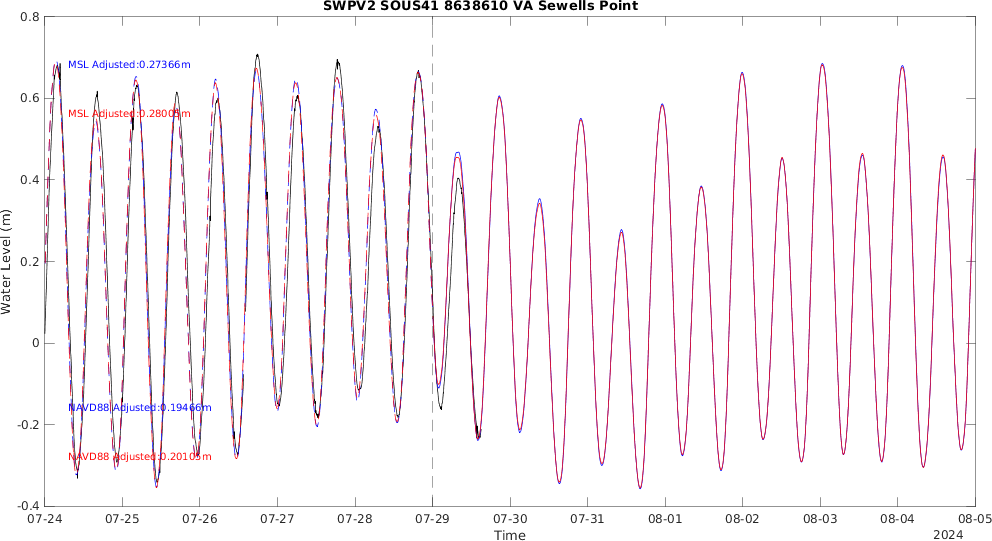 SWPV2 SOUS41 8638610 VA Sewells Point
0.8
0.6
0.4
0.2
0
-0.2
-0.4
Water Level (m)
MSL Adjusted:0.27366m
MSL Adjusted:0.28005m
NAVD88 Adjusted:0.19466m
NAVD88 Adjusted:0.20105m
07-24 07-25 07-26 07-27 07-28 07-29 07-30 07-31 08-01 08-02 08-03 08-04 08-05
Time
2024